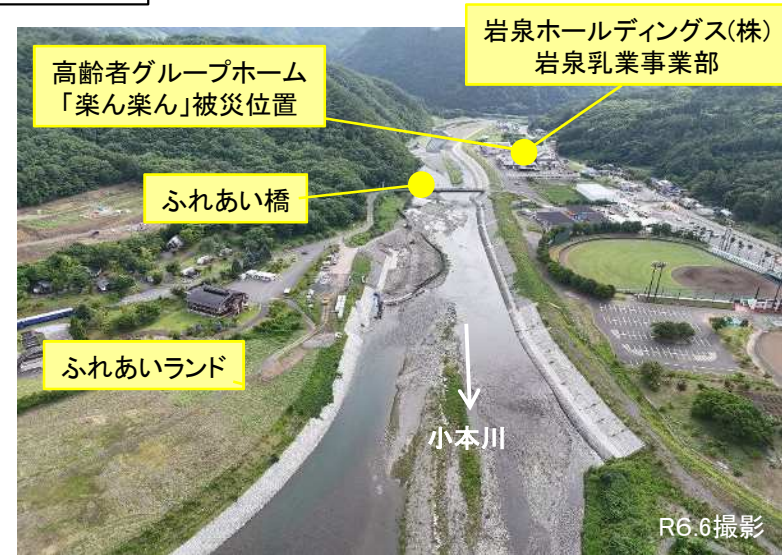 岩泉ホールディングス(株)
岩泉乳業事業部
高齢者グループホーム
「楽ん楽ん」被災位置
ふれあい橋
ふれあいランド
小本川
R6.6撮影